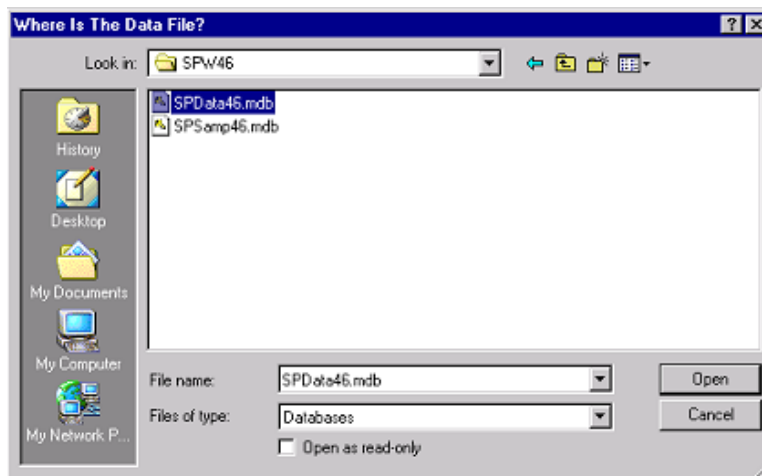 Where Is The Data File?
Look in: SPW46
SPData46.mdb
SPSamp46.mdb
History
Desktop
My Documents
My Computer
My Network P...
File name: SPData46.mdb Open
Files of type: Databases Cancel
Open as read-only